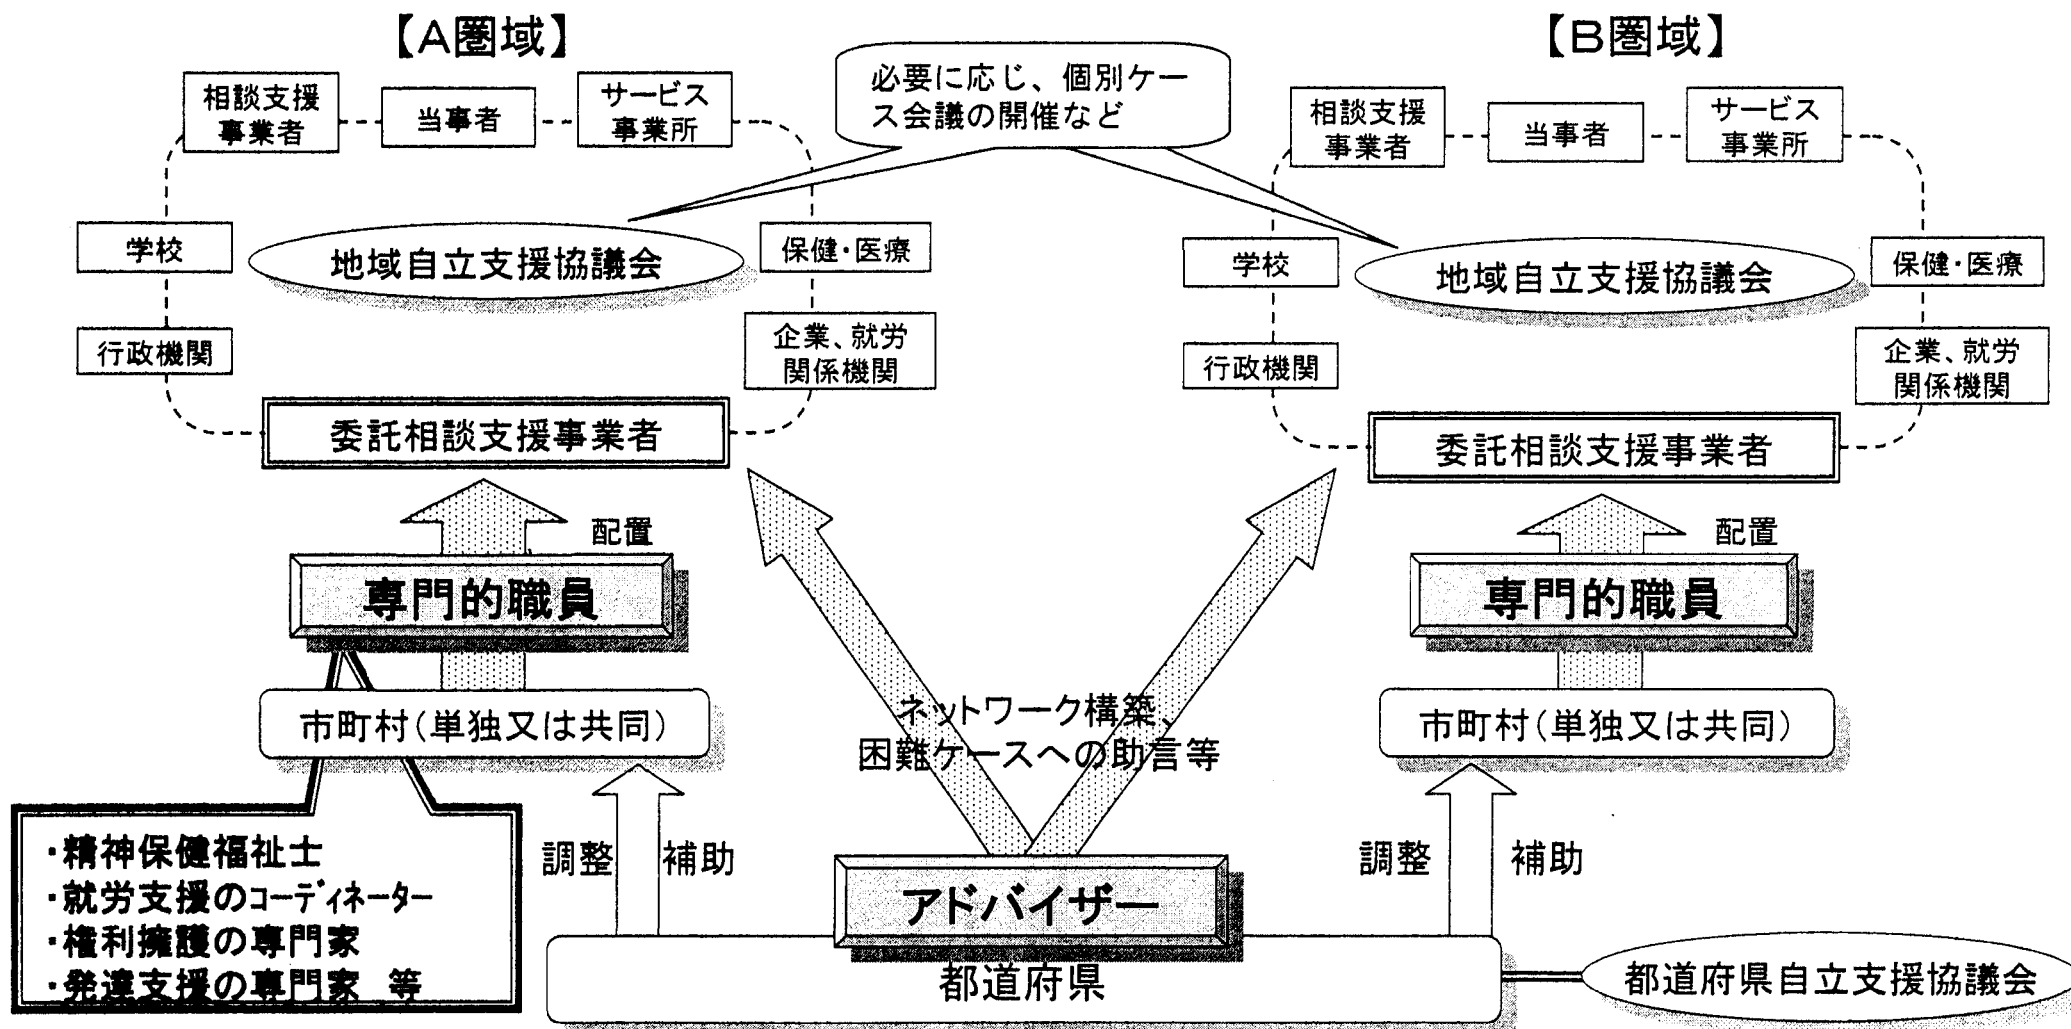 【A圏域】
【B圏域】
必要に応じ、個別ケー
ス会議の開催など
相談支援
事業者
当事者
サービス
事業所
学校
地域自立支援協議会
保健・医療
行政機関
企業、就労
関係機関
委託相談支援事業者
配置
専門的職員
市町村(単独又は共同)
・精神保健福祉士
・就労支援のコーディネーター
・権利擁護の専門家
・発達支援の専門家 等
調整
補助
相談支援
事業者
当事者
サービス
事業所
学校
地域自立支援協議会
保健・医療
行政機関
企業、就労
関係機関
委託相談支援事業者
配置
専門的職員
市町村(単独又は共同)
調整
補助
ネットワーク構築、
困難ケースへの助言等
アドバイザー
都道府県
都道府県自立支援協議会